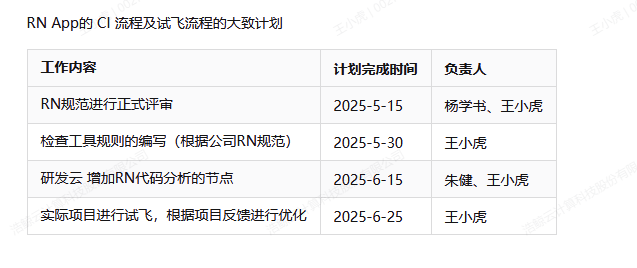 RN App的 CI 流程及试飞流程的大致计划
工作内容 计划完成时间 负责人
RN规范进行正式评审 2025-5-15 杨学书、王小虎
检查工具规则的编写（根据公司RN规范） 2025-5-30 王小虎
研发云 增加RN代码分析的节点 2025-6-15 朱健、王小虎
实际项目进行试飞，根据项目反馈进行优化 2025-6-25 王小虎